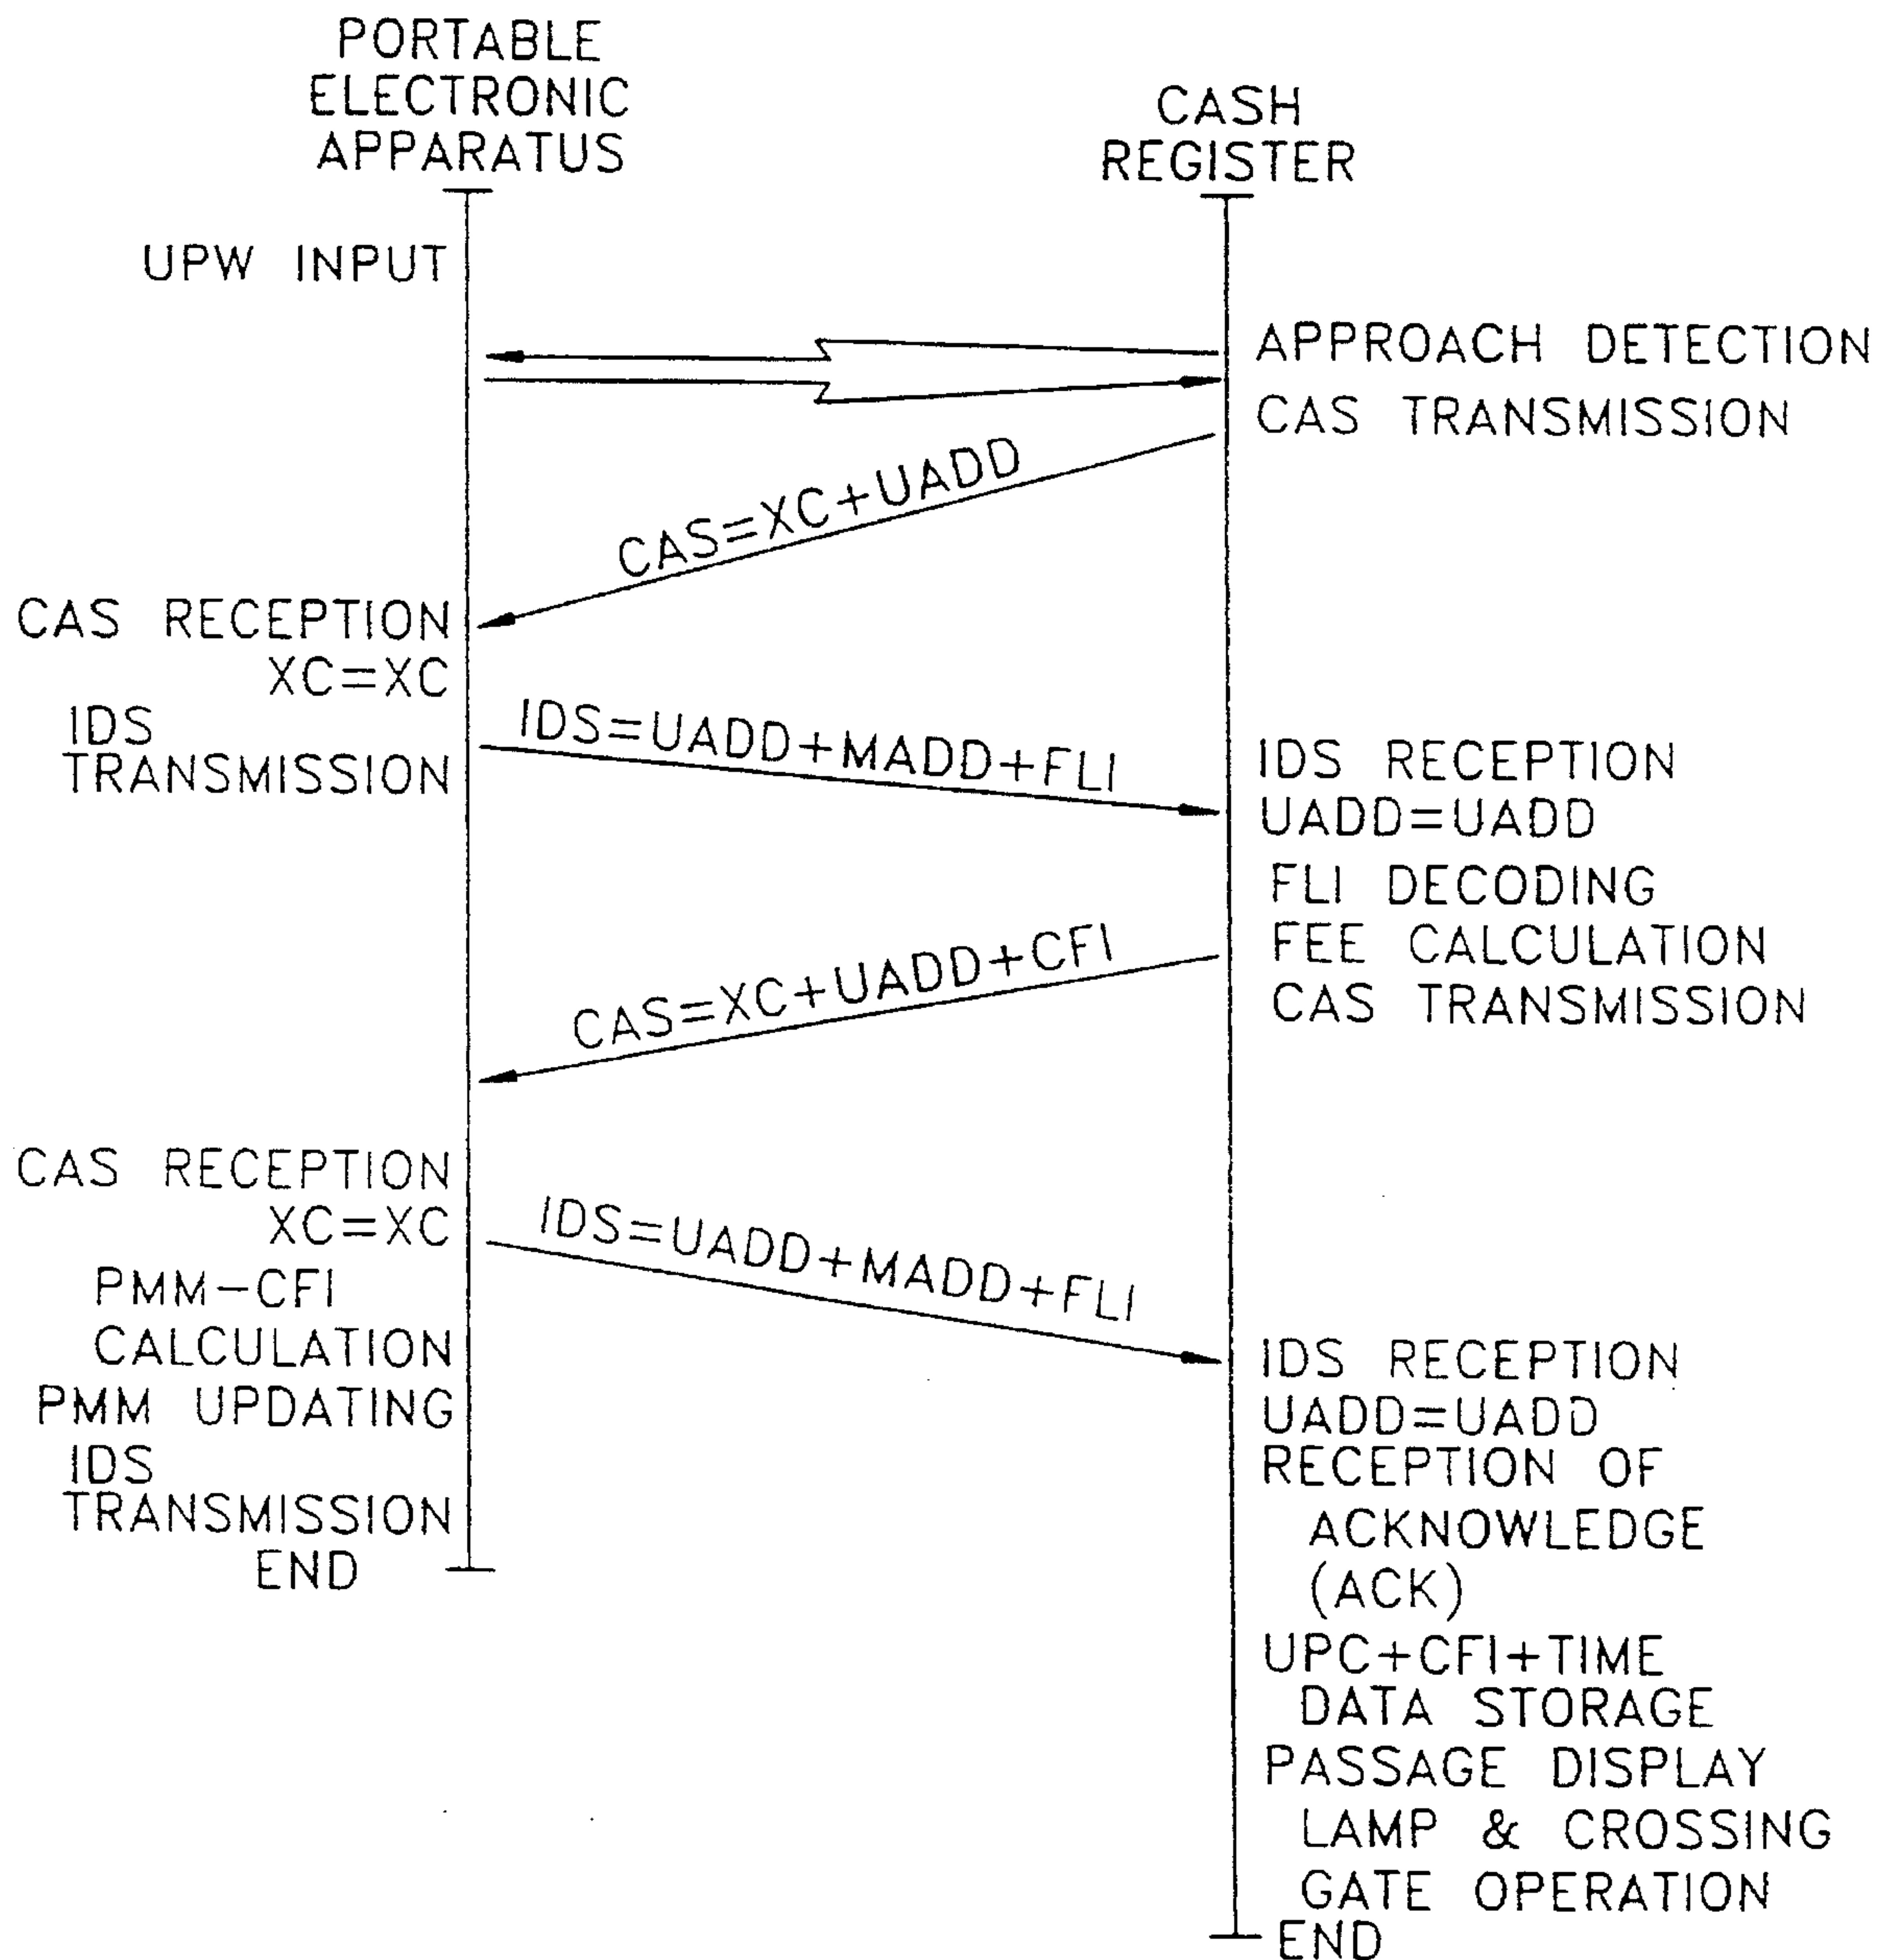 PORTABLE
ELECTRONIC
APPARATUS
CASH
REGISTER
UPW INPUT
APPROACH DETECTION
CAS TRANSMISSION
CAS=XC+UADD
CAS RECEPTION
XC=XC
IDS
TRANSMISSION
IDS=UADD+MADD+FLI
IDS RECEPTION
UADD=UADD
FLI DECODING
FEE CALCULATION
CAS TRANSMISSION
CAS=XC+UADD+CFI
CAS RECEPTION
XC=XC
PMM-CFI
CALCULATION
PMM UPDATING
IDS
TRANSMISSION
END
IDS=UADD+MADD+FLI
IDS RECEPTION
UADD=UADD
RECEPTION OF
ACKNOWLEDGE
(ACK)
UPC+CFI+TIME
DATA STORAGE
PASSAGE DISPLAY
LAMP & CROSSING
GATE OPERATION
END